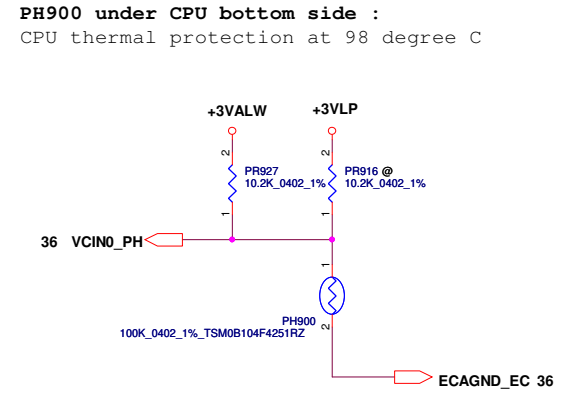 PH900 under CPU bottom side :
CPU thermal protection at 98 degree C
+3VALW
+3VLP
2
2
PR927
10.2K_0402_1%
PR916 @
10.2K_0402_1%
1
1
36 VCIN0_PH
1
PH900
100K_0402_1%_TSM0B104F4251RZ
2
ECAGND_EC 36